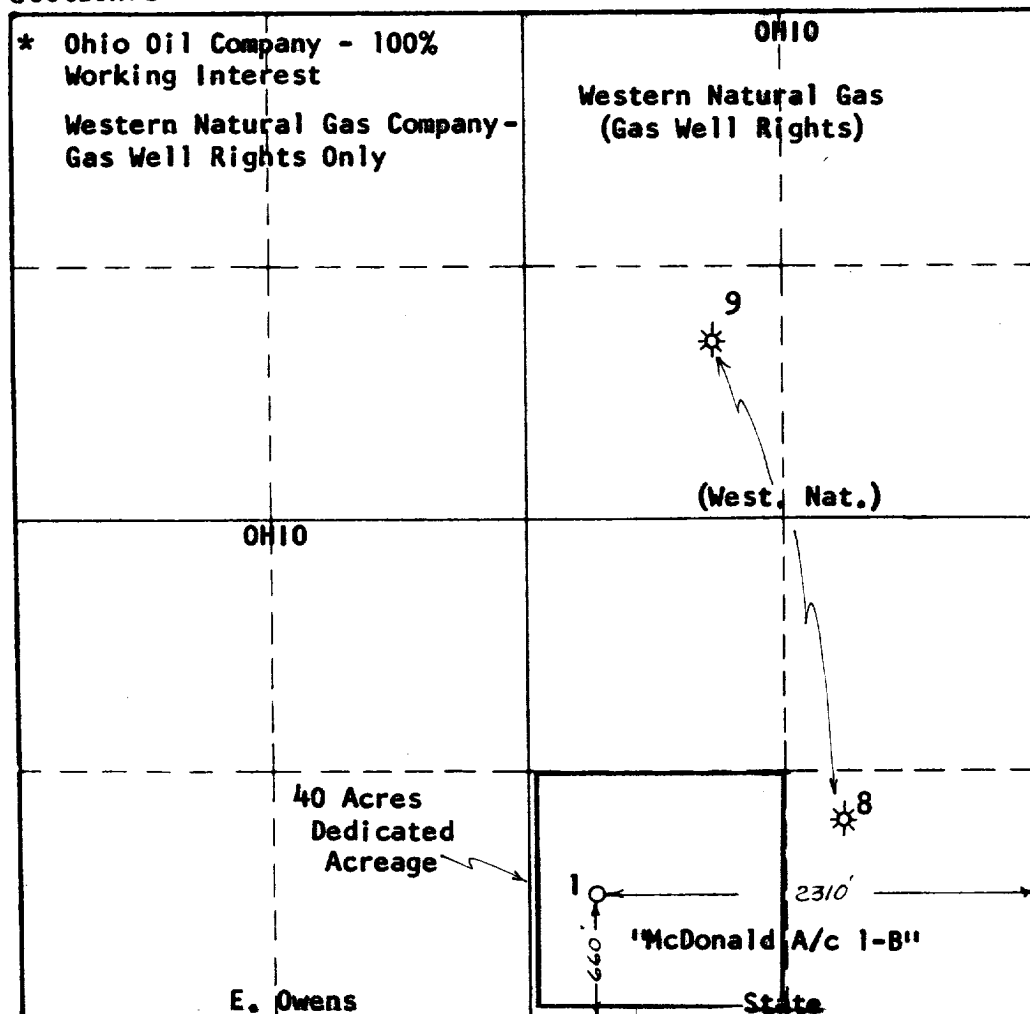 * Ohio Oil Company - 100%
Working Interest
Western Natural Gas Company-
Gas Well Rights Only
OHIO
Western Natural Gas
(Gas Well Rights)
9
(West. Nat.)
OHIO
40 Acres
Dedicated
Acreage
8
1
2310'
660'
"McDonald A/c 1-B"
E. Owens
State